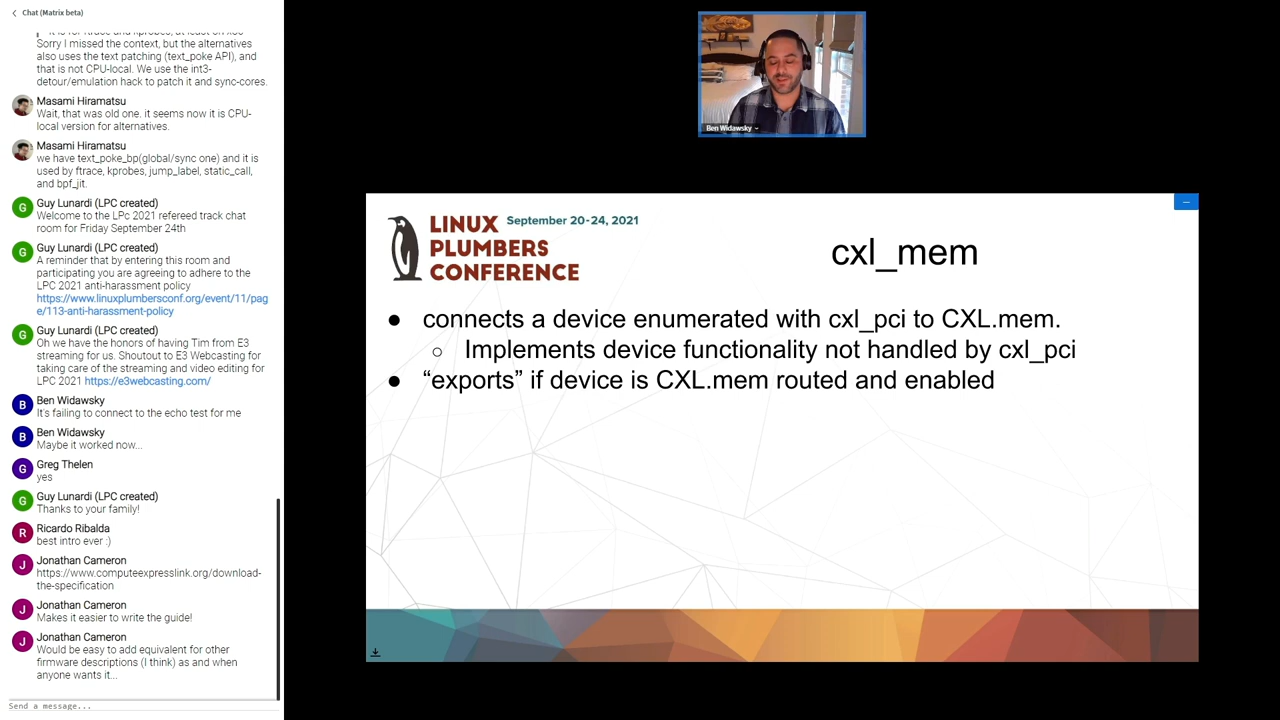 Chat (Matrix beta)
Sorry I missed the context, but the alternatives
also uses the text patching (text_poke API), and
that is not CPU-local. We use the int3-
detour/emulation hack to patch it and sync-cores.
Masami Hiramatsu
Wait, that was old one. it seems now it is CPU-
local version for alternatives.
Masami Hiramatsu
we have text_poke_bp(global/sync one) and it is
used by ftrace, kprobes, jump_label, static_call,
and bpf_jit.
G
Guy Lunardi (LPC created)
Welcome to the LPc 2021 refereed track chat
room for Friday September 24th
G
Guy Lunardi (LPC created)
A reminder that by entering this room and
participating you are agreeing to adhere to the
LPC 2021 anti-harassment policy
https://www.linuxplumbersconf.org/event/11/pag
e/113-anti-harassment-policy
G
Guy Lunardi (LPC created)
Oh we have the honors of having Tim from E3
streaming for us. Shoutout to E3 Webcasting for
taking care of the streaming and video editing for
LPC 2021 https://e3webcasting.com/
B
Ben Widawsky
It's failing to connect to the echo test for me
B
Ben Widawsky
Maybe it worked now...
G
Greg Thelen
yes
G
Guy Lunardi (LPC created)
Thanks to your family!
R
Ricardo Ribalda
best intro ever :)
J
Jonathan Cameron
https://www.computeexpresslink.org/download-
the-specification
J
Jonathan Cameron
Makes it easier to write the guide!
J
Jonathan Cameron
Would be easy to add equivalent for other
firmware descriptions (I think) as and when
anyone wants it...
Send a message...
Ben Widawsky
LINUX September 20-24, 2021
PLUMBERS
CONFERENCE
cxl_mem
● connects a device enumerated with cxl_pci to CXL.mem.
○ Implements device functionality not handled by cxl_pci
● “exports” if device is CXL.mem routed and enabled